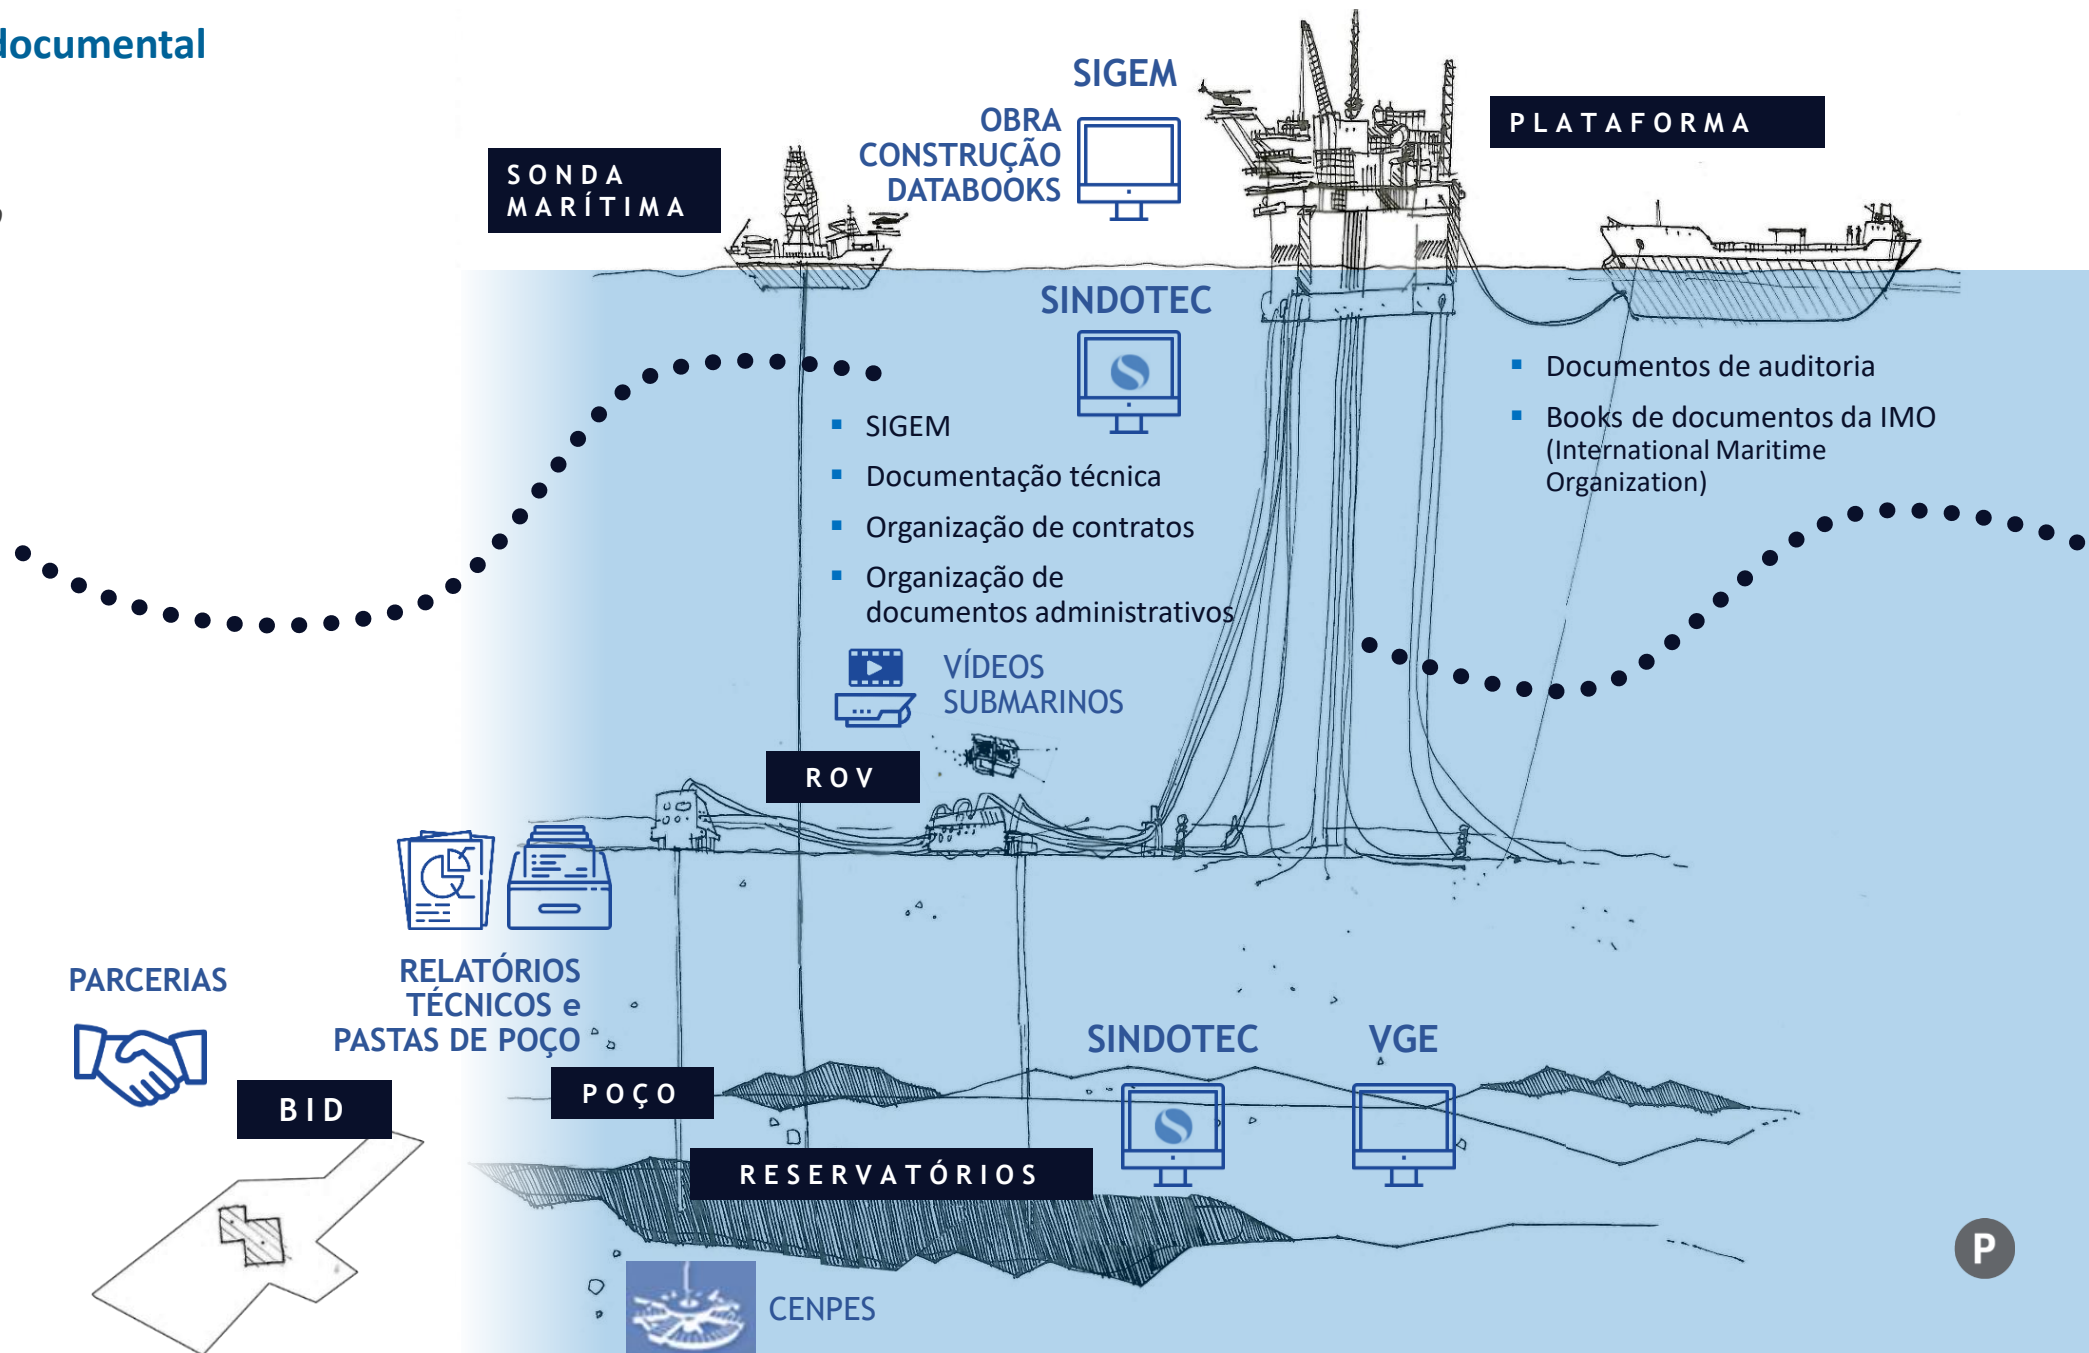 documental
SIGEM
OBRA
CONSTRUÇÃO
DATABOOKS
PLATAFORMA
SONDA
MARÍTIMA
SINDOTEC
▪ SIGEM
▪ Documentação técnica
▪ Organização de contratos
▪ Organização de
documentos administrativos
▪ Documentos de auditoria
▪ Books de documentos da IMO
(International Maritime
Organization)
VÍDEOS
SUBMARINOS
ROV
RELATÓRIOS
TÉCNICOS e
PASTAS DE POÇO
PARCERIAS
BID
POÇO
SINDOTEC
VGE
RESERVATÓRIOS
CENPES
P